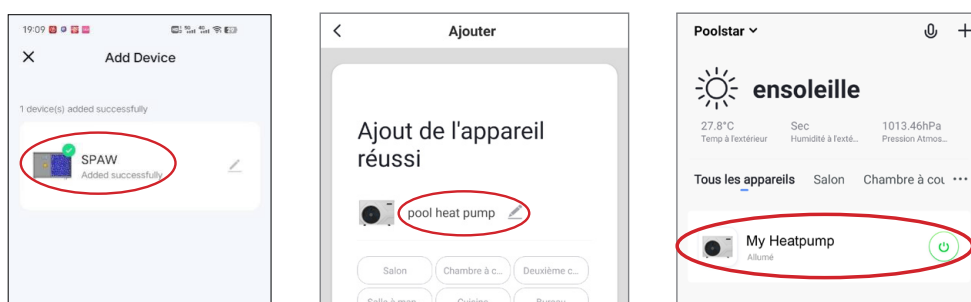 19:09
Add Device
1 device(s) added successfully
SPAW
Added successfully
Ajouter
Ajout de l'appareil
réussi
pool heat pump
Salon
Chambre à c...
Deuxième c...
Salle à man
Cuisine
Bureau
Poolstar
ensoleille
27.8°C
Sec
1013.46hPa
Temp à l'extérieur
Humidité à l'exté...
Pression Atmos...
Tous les appareils
Salon
Chambre à cou
My Heatpump
Allumé